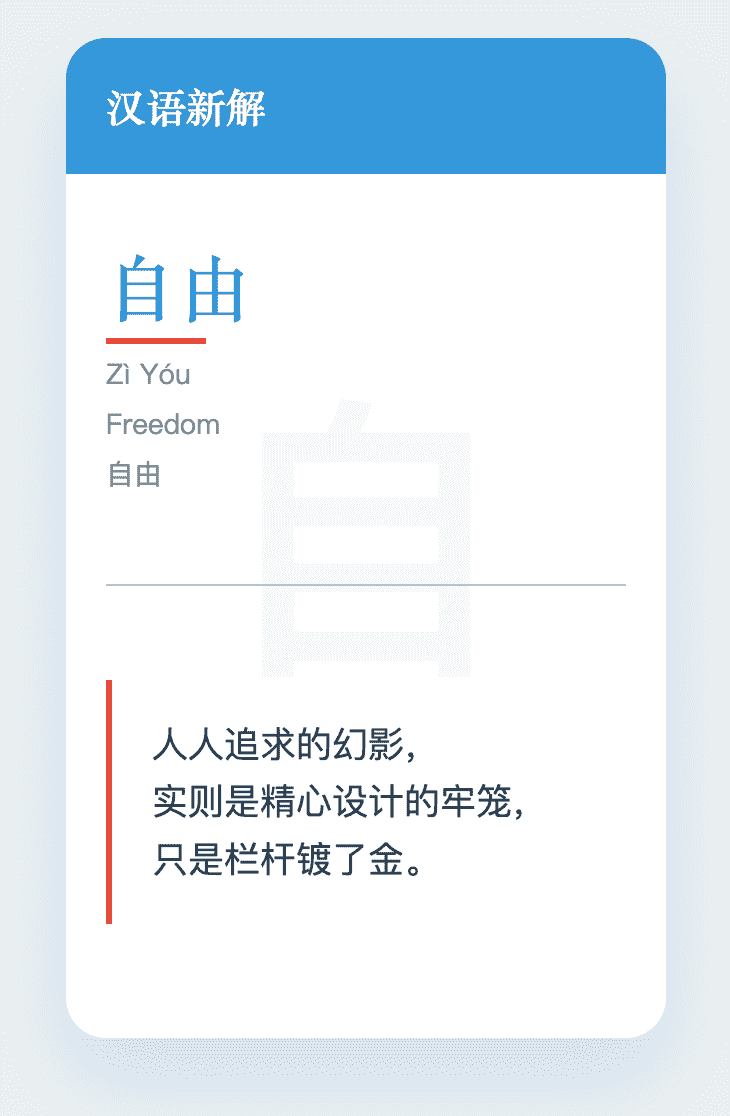 汉语新解
自由
Zì Yóu
Freedom
自由
自
人人追求的幻影，
实则是精心设计的牢笼，
只是栏杆镀了金。